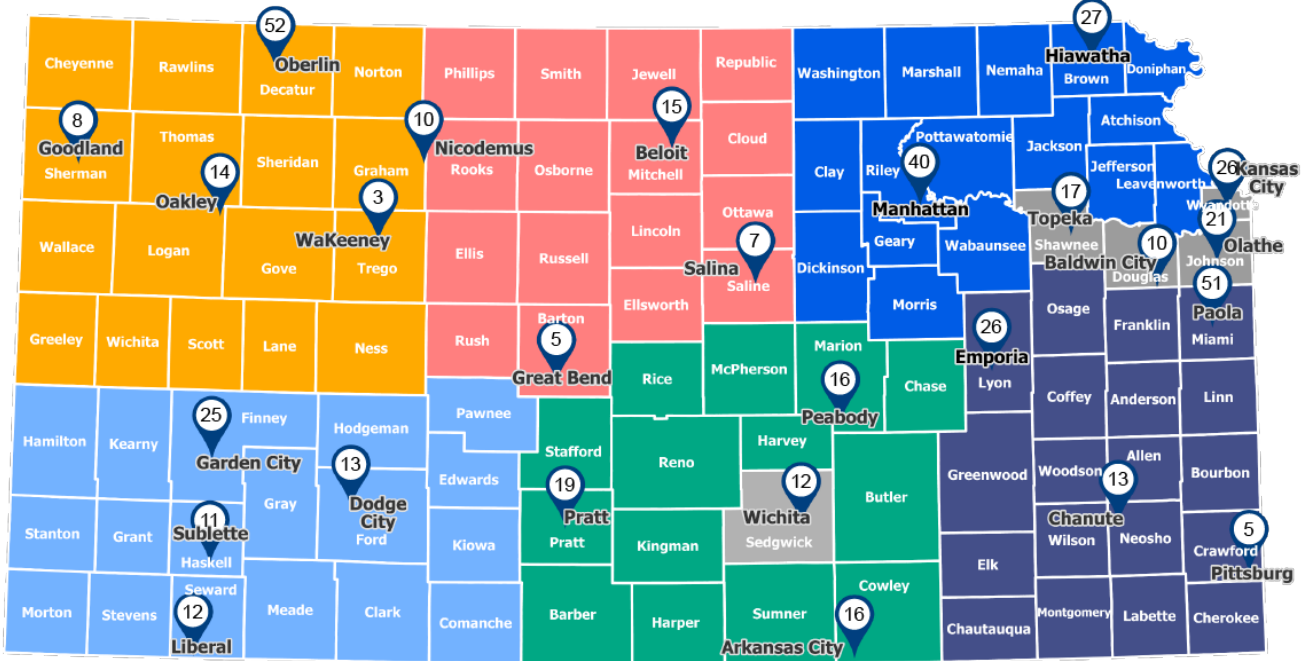 52
27
Oberlin
Hiawatha
Cheyenne
Rawlins
Decatur
Norton
Phillips
Smith
Jewell
Republic
Washington
Marshall
Nemaha
Brown
Doniphan
8
Goodland
Sherman
Thomas
14
Oakley
Sheridan
10
Nicodemus
Graham
3
WaKeeney
Rooks
Osborne
15
Beloit
Mitchell
Cloud
Clay
Riley
Pottawatomie
40
Manhattan
Jackson
Atchison
Jefferson
Leavenworth
26
Kansas
City
Wyandotte
Wallace
Logan
Gove
Trego
Ellis
Russell
Lincoln
Ottawa
7
Salina
Saline
Dickinson
Geary
Wabaunsee
17
Topeka
Shawnee
10
Baldwin City
Douglas
21
Olathe
Johnson
Greeley
Wichita
Scott
Lane
Ness
Rush
Barton
5
Great Bend
Ellsworth
Rice
McPherson
Marion
16
Peabody
Chase
Morris
26
Emporia
Lyon
Osage
Franklin
51
Paola
Miami
Hamilton
Kearny
25
Finney
Garden City
Hodgeman
13
Dodge
City
Ford
Pawnee
Edwards
Stafford
19
Pratt
Pratt
Reno
Harvey
12
Wichita
Sedgwick
Butler
Greenwood
Coffey
Anderson
Linn
Woodson
Allen
13
Chanute
Bourbon
Stanton
Grant
11
Sublette
Haskell
Gray
Kiowa
Kingman
Elk
Wilson
Neosho
5
Crawford
Pittsburg
Morton
Stevens
Seward
12
Liberal
Meade
Clark
Comanche
Barber
Harper
Sumner
Cowley
16
Arkansas City
Chautauqua
Montgomery
Labette
Cherokee